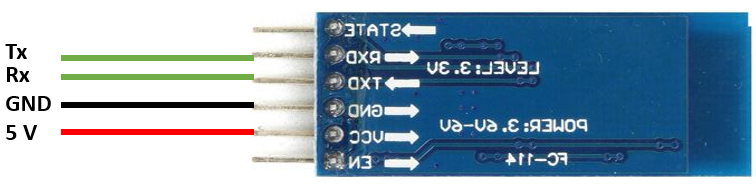 Tx
Rx
GND
5 V
STATE
RXD
LEVEL:3.3V
TXD
GND
POWER:3.6V-6V
VCC
EN
FC-114